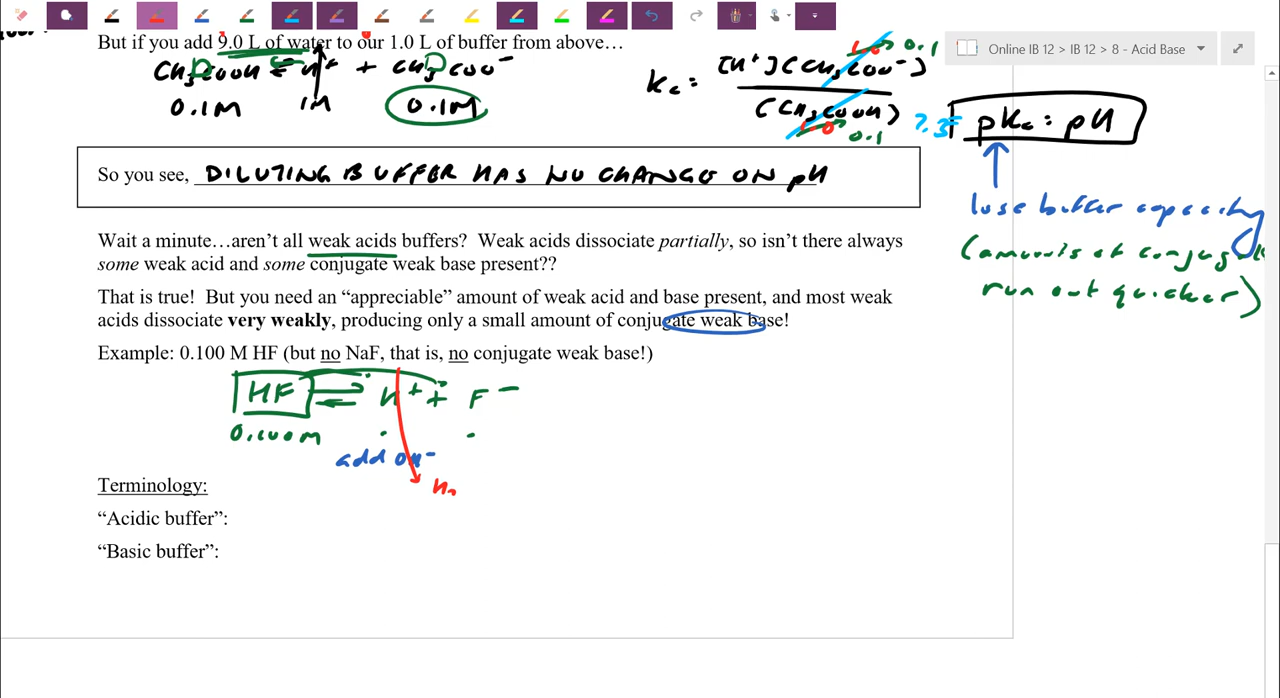 But if you add 9.0 L of water to our 1.0 L of buffer from above…
Online IB 12 > IB 12 > 8 - Acid Base
CH3COOH ⇌ H+ + CH3COO-
0.1M 1M 0.1M
Kc = [H+][CH3COO-]
[CH3COOH]
0.1
0.1
pKc = pH
So you see, DILUTING BUFFER HAS NO CHANGE ON pH
lose buffer capacity
(amounts of conjugate
run out quicker)
Wait a minute…aren’t all weak acids buffers? Weak acids dissociate partially, so isn’t there always
some weak acid and some conjugate weak base present??
That is true! But you need an “appreciable” amount of weak acid and base present, and most weak
acids dissociate very weakly, producing only a small amount of conjugate weak base!
Example: 0.100 M HF (but no NaF, that is, no conjugate weak base!)
HF ⇌ H+ + F-
0.100M
add OH-
Terminology:
“Acidic buffer”:
“Basic buffer”: